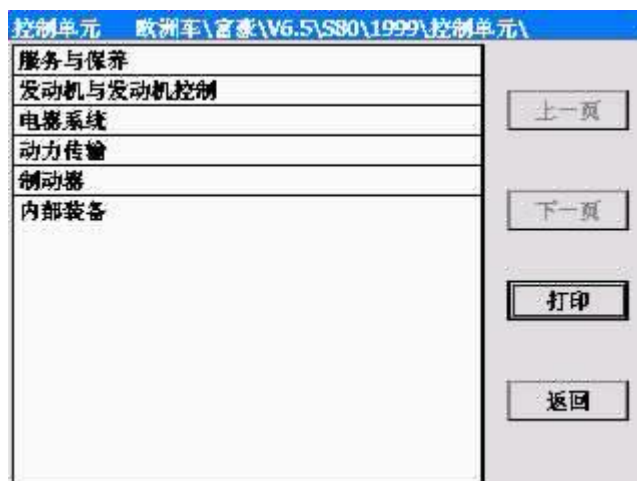 控制单元 欧洲车\富豪\V6.5\S80\1999\控制单元\
服务与保养
发动机与发动机控制
电器系统
动力传输
制动器
内部装备
上一页
下一页
打印
返回